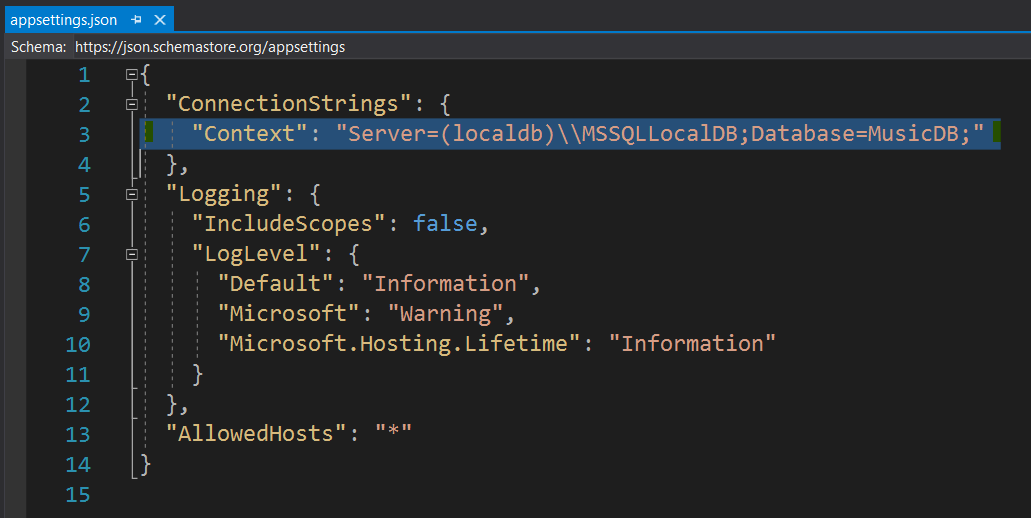 appsettings.json
Schema: https://json.schemastore.org/appsettings
1 {
2 "ConnectionStrings": {
3 "Context": "Server=(localdb)\\MSSQLLocalDB;Database=MusicDB;"
4 },
5 "Logging": {
6 "IncludeScopes": false,
7 "LogLevel": {
8 "Default": "Information",
9 "Microsoft": "Warning",
10 "Microsoft.Hosting.Lifetime": "Information"
11 }
12 },
13 "AllowedHosts": "*"
14 }
15